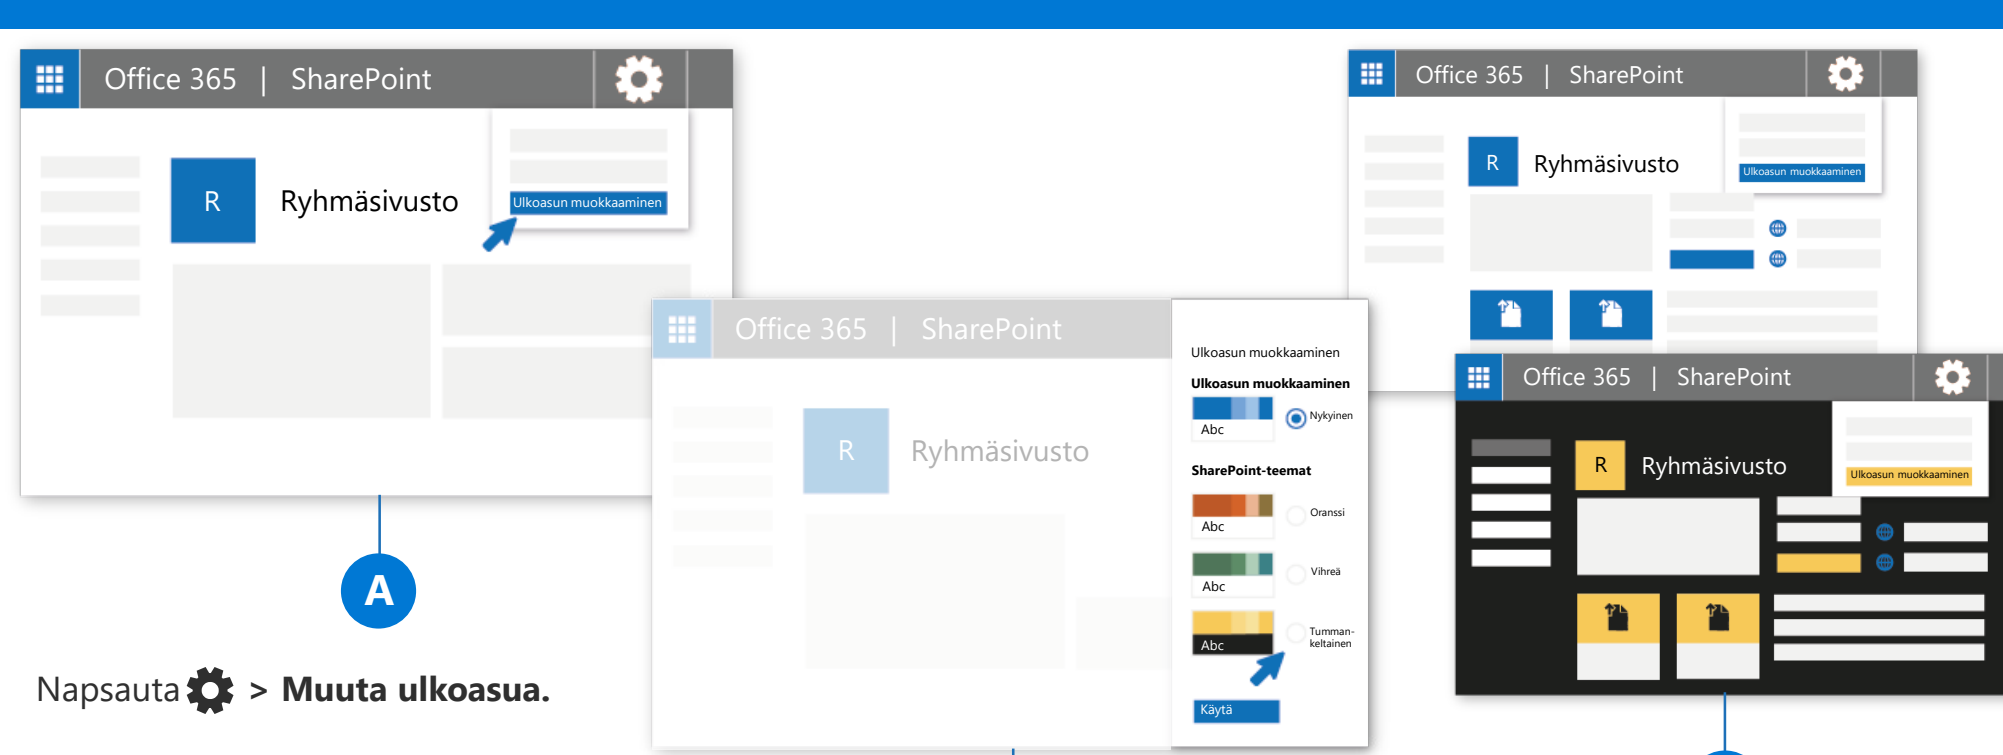 Office 365 | SharePoint
R
Ryhmäsivusto
Ulkoasun muokkaaminen
A
Napsauta > Muuta ulkoasua.
Office 365 | SharePoint
R
Ryhmäsivusto
Ulkoasun muokkaaminen
Ulkoasun muokkaaminen
Abc
Nykyinen
SharePoint-teemat
Abc
Oranssi
Abc
Vihreä
Abc
Tumman-
keltainen
Käytä
Office 365 | SharePoint
R
Ryhmäsivusto
Ulkoasun muokkaaminen
Office 365 | SharePoint
R
Ryhmäsivusto
Ulkoasun muokkaaminen